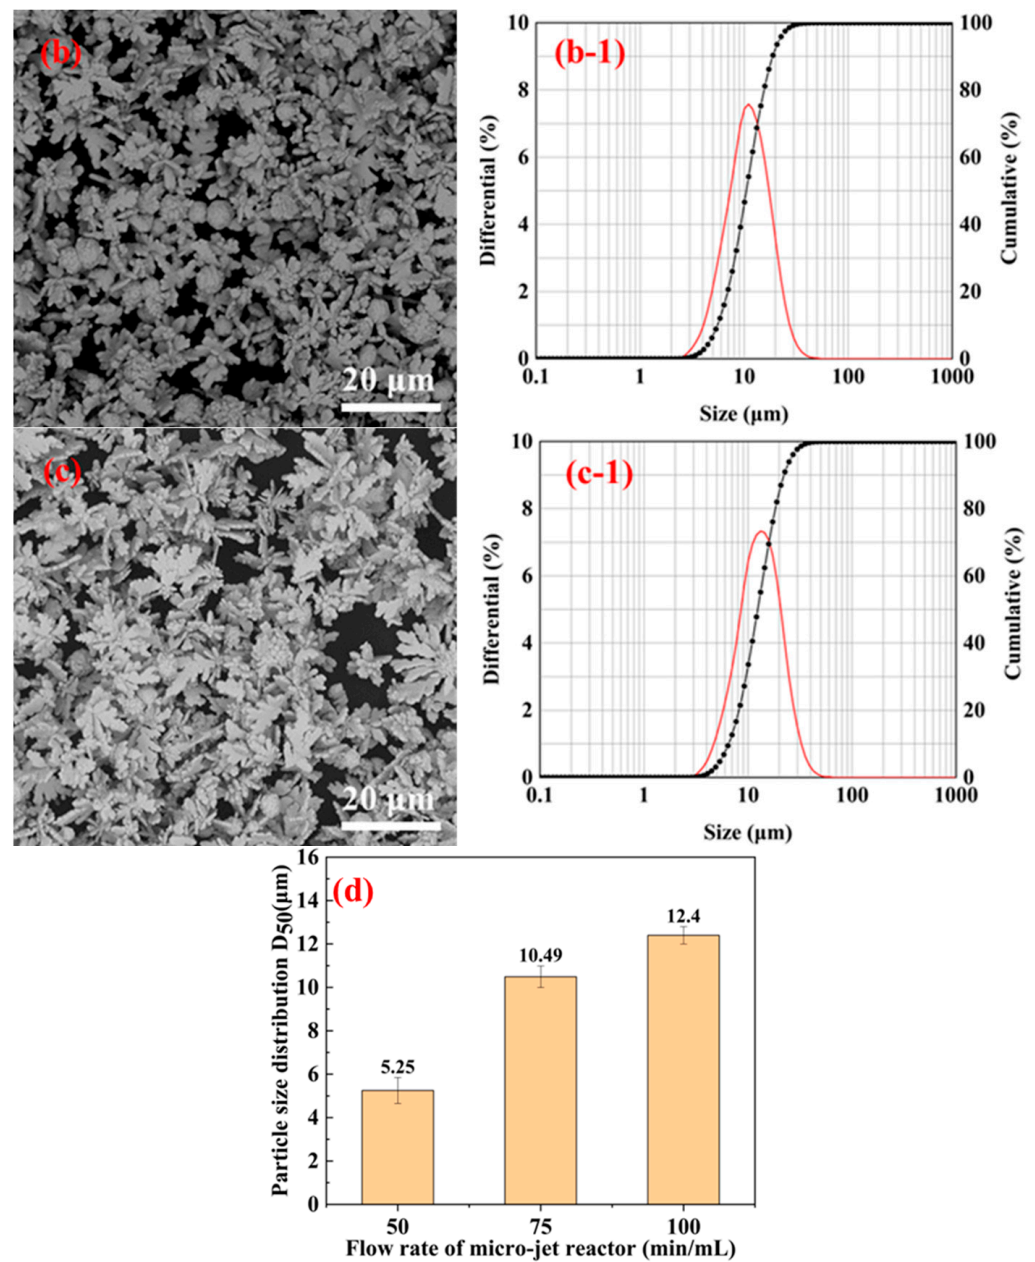 (b)
20 μm
(b-1)
10
8
6
4
2
0
Differential (%)
100
80
60
40
20
0
Cumulative (%)
0.1 1 10 100 1000
Size (μm)
(c)
20 μm
(c-1)
10
8
6
4
2
0
Differential (%)
100
80
60
40
20
0
Cumulative (%)
0.1 1 10 100 1000
Size (μm)
(d)
Particle size distribution D50(μm)
16
14
12
10
8
6
4
2
0
5.25
10.49
12.4
50 75 100
Flow rate of micro-jet reactor (min/mL)